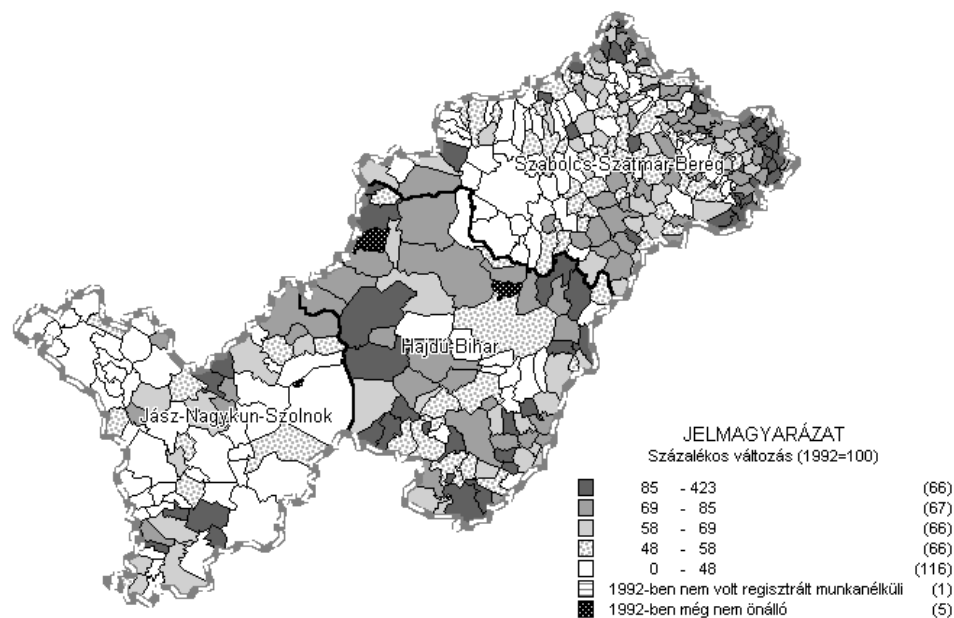 Szabolcs-Szatmár-Bereg
Hajdú-Bihar
Jász-Nagykun-Szolnok
JELMAGYARÁZAT
Százalékos változás (1992=100)
85 - 423 (66)
69 - 85 (67)
58 - 69 (66)
48 - 58 (66)
0 - 48 (116)
1992-ben nem volt regisztrált munkanélküli (1)
1992-ben még nem önálló (5)